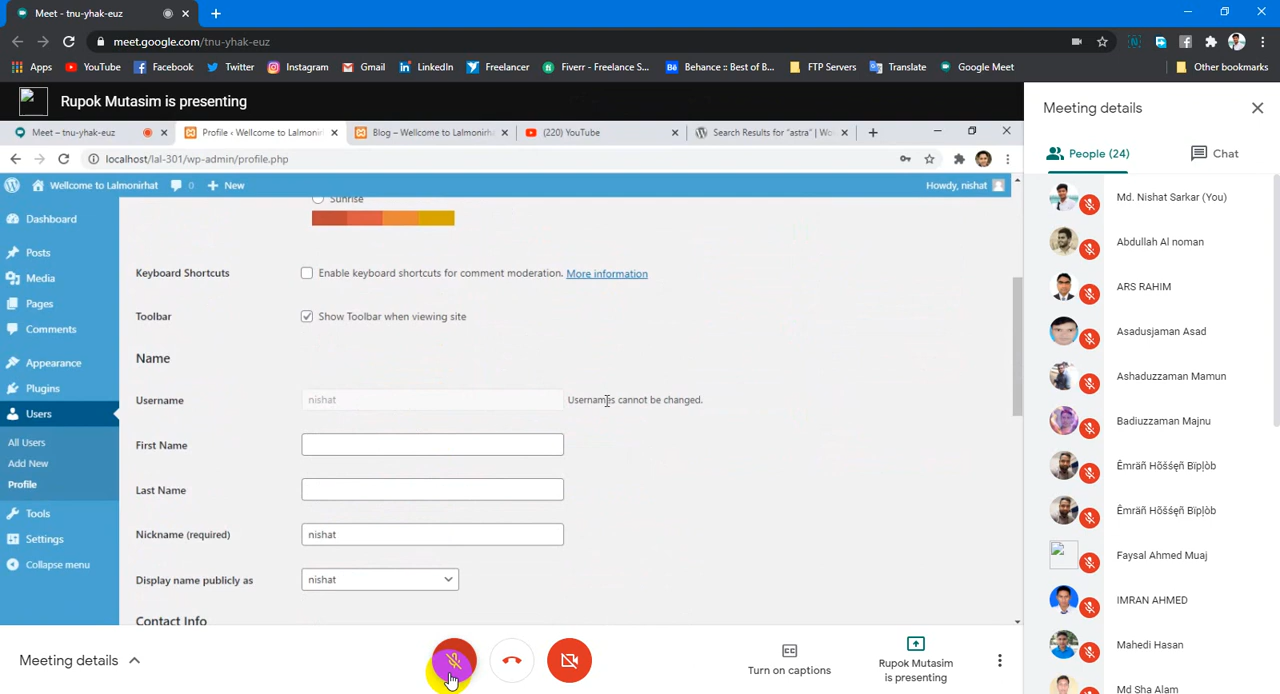 Meet - tnu-yhak-euz
meet.google.com/tnu-yhak-euz
Apps YouTube Facebook Twitter Instagram Gmail LinkedIn Freelancer Fiverr - Freelance S... Behance :: Best of B... FTP Servers Translate Google Meet Other bookmarks
Rupok Mutasim is presenting
Meet – tnu-yhak-euz
Profile ‹ Wellcome to Lalmonirhat
Blog – Wellcome to Lalmonirhat
(220) YouTube
Search Results for "astra" | Wo
localhost/lal-301/wp-admin/profile.php
Wellcome to Lalmonirhat 0 New Howdy, nishat
Dashboard
Posts
Media
Pages
Comments
Appearance
Plugins
Users
All Users
Add New
Profile
Tools
Settings
Collapse menu
Sunrise
Keyboard Shortcuts Enable keyboard shortcuts for comment moderation. More information
Toolbar Show Toolbar when viewing site
Name
Username nishat Usernames cannot be changed.
First Name
Last Name
Nickname (required) nishat
Display name publicly as nishat
Contact Info
Meeting details
Turn on captions
Rupok Mutasim
is presenting
Meeting details
People (24) Chat
Md. Nishat Sarkar (You)
Abdullah Al noman
ARS RAHIM
Asadusjaman Asad
Ashaduzzaman Mamun
Badiuzzaman Majnu
Êmräñ Hõššęñ Bïpļòb
Êmräñ Hõššęñ Bïpļòb
Faysal Ahmed Muaj
IMRAN AHMED
Mahedi Hasan
Md Sha Alam